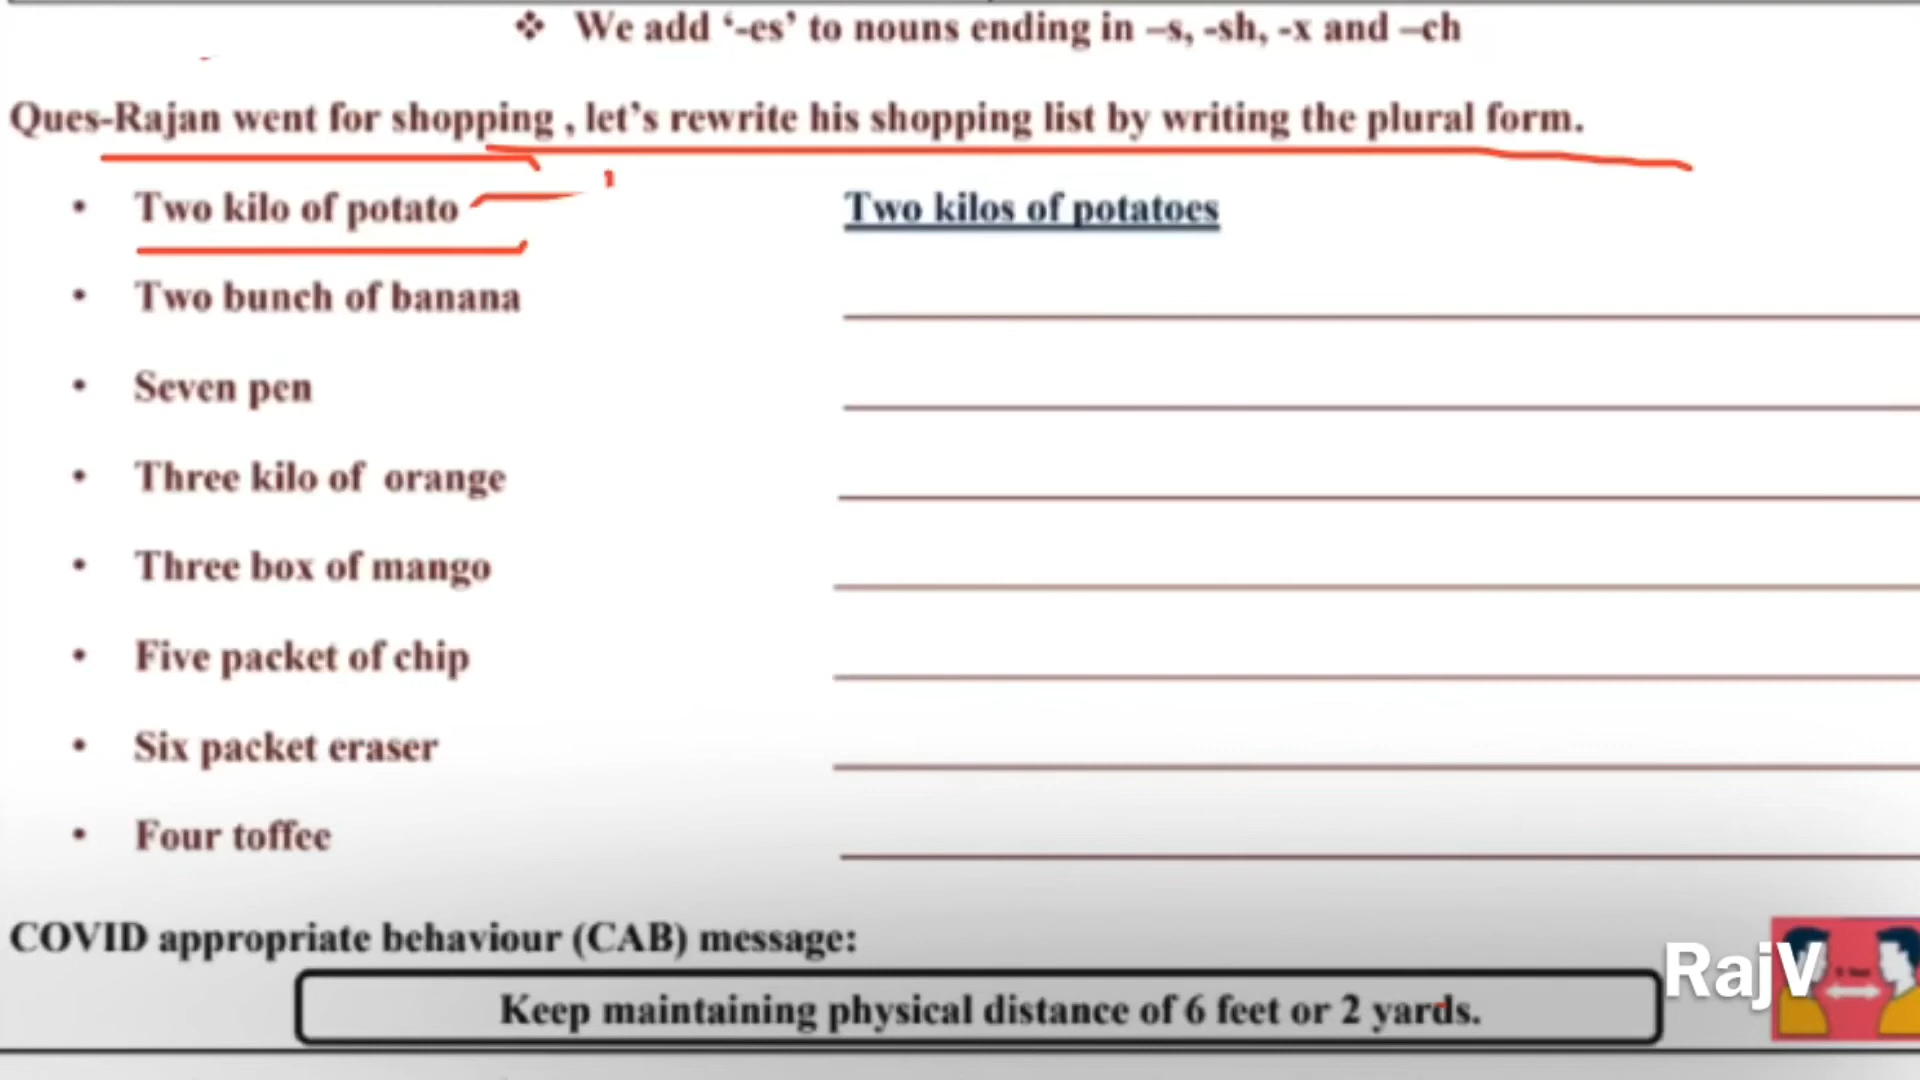 ❖ We add ‘-es’ to nouns ending in –s, -sh, -x and –ch
Ques-Rajan went for shopping , let’s rewrite his shopping list by writing the plural form.
• Two kilo of potato Two kilos of potatoes
• Two bunch of banana
• Seven pen
• Three kilo of orange
• Three box of mango
• Five packet of chip
• Six packet eraser
• Four toffee
COVID appropriate behaviour (CAB) message:
Keep maintaining physical distance of 6 feet or 2 yards.
RajV